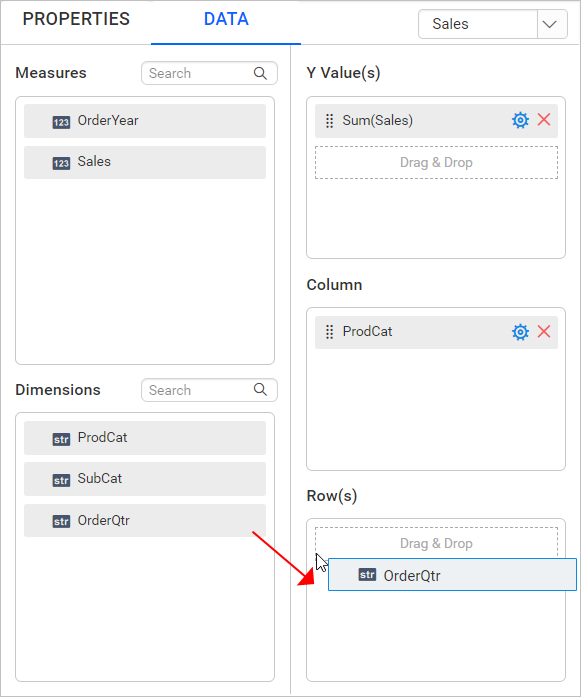 PROPERTIES
DATA
Sales
Measures
Search
123 OrderYear
123 Sales
Dimensions
Search
str ProdCat
str SubCat
str OrderQtr
Y Value(s)
Sum(Sales)
Drag & Drop
Column
ProdCat
Row(s)
Drag & Drop
str OrderQtr